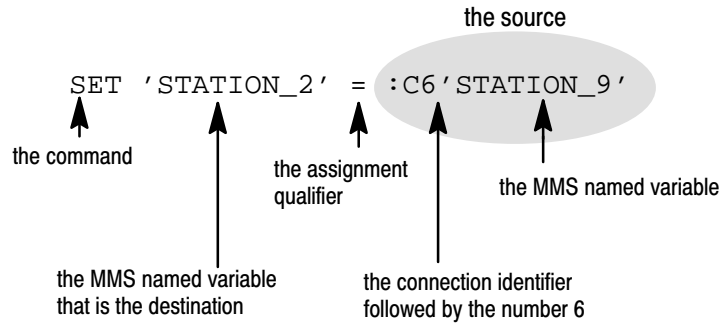 the source
SET 'STATION_2' = :C6'STATION_9'
the command
the assignment
qualifier
the MMS named variable
the MMS named variable
that is the destination
the connection identifier
followed by the number 6